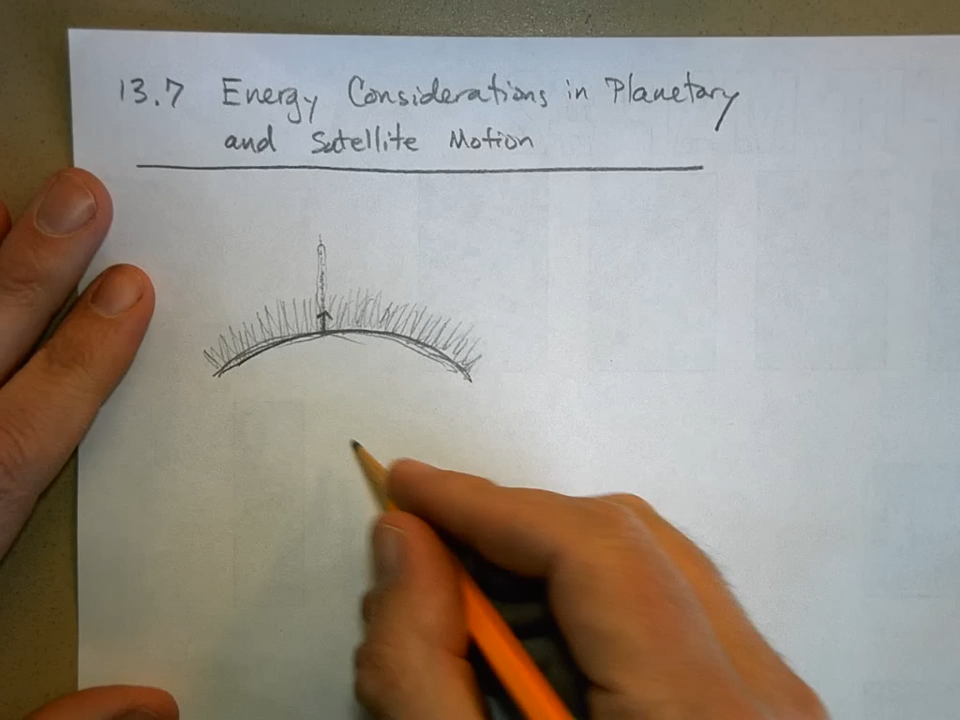 13.7 Energy Considerations in Planetary
and Satellite Motion